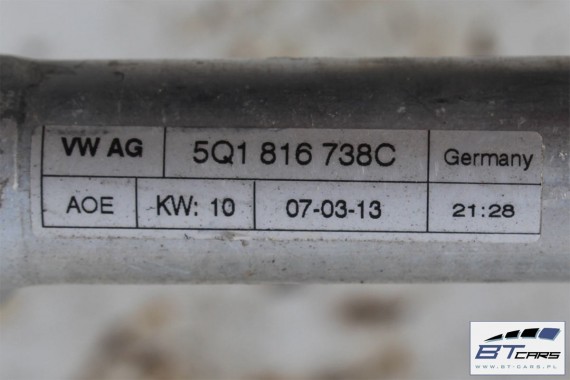 VW AG 5Q1 816 738C Germany
AOE KW: 10 07-03-13 21:28
BTCARS
WWW.BT-CARS.PL